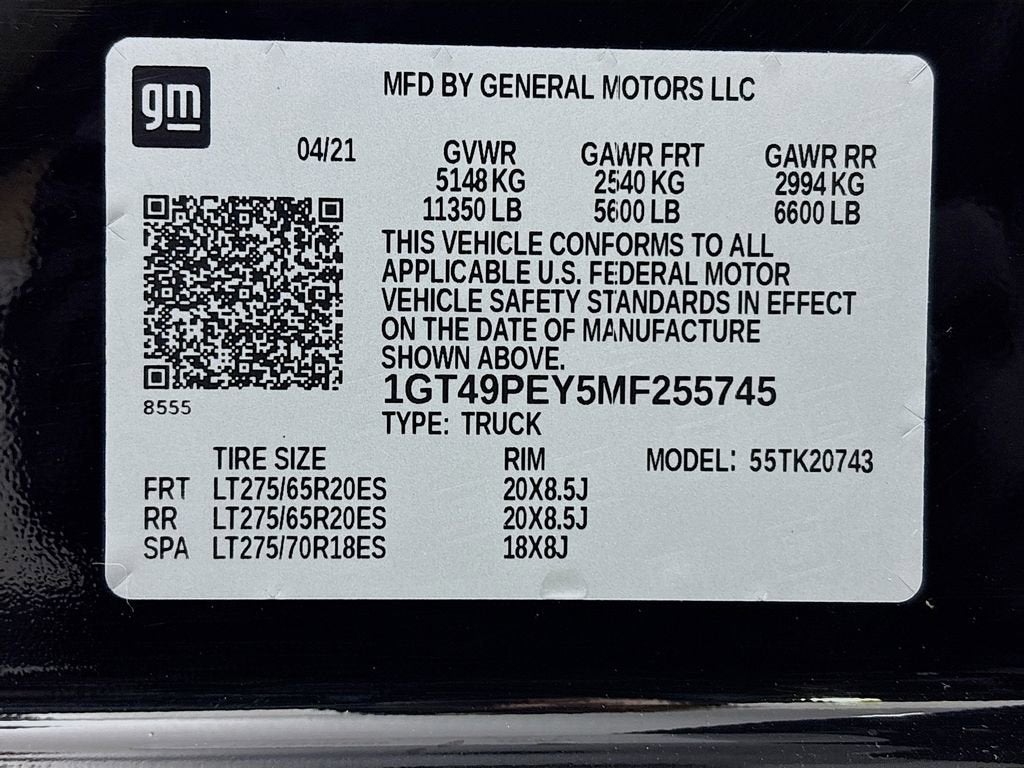 gm
MFD BY GENERAL MOTORS LLC
04/21 GVWR GAWR FRT GAWR RR
5148 KG 2540 KG 2994 KG
11350 LB 5600 LB 6600 LB
THIS VEHICLE CONFORMS TO ALL
APPLICABLE U.S. FEDERAL MOTOR
VEHICLE SAFETY STANDARDS IN EFFECT
ON THE DATE OF MANUFACTURE
SHOWN ABOVE.
1GT49PEY5MF255745
8555
TYPE: TRUCK
TIRE SIZE RIM MODEL: 55TK20743
FRT LT275/65R20ES 20X8.5J
RR LT275/65R20ES 20X8.5J
SPA LT275/70R18ES 18X8J